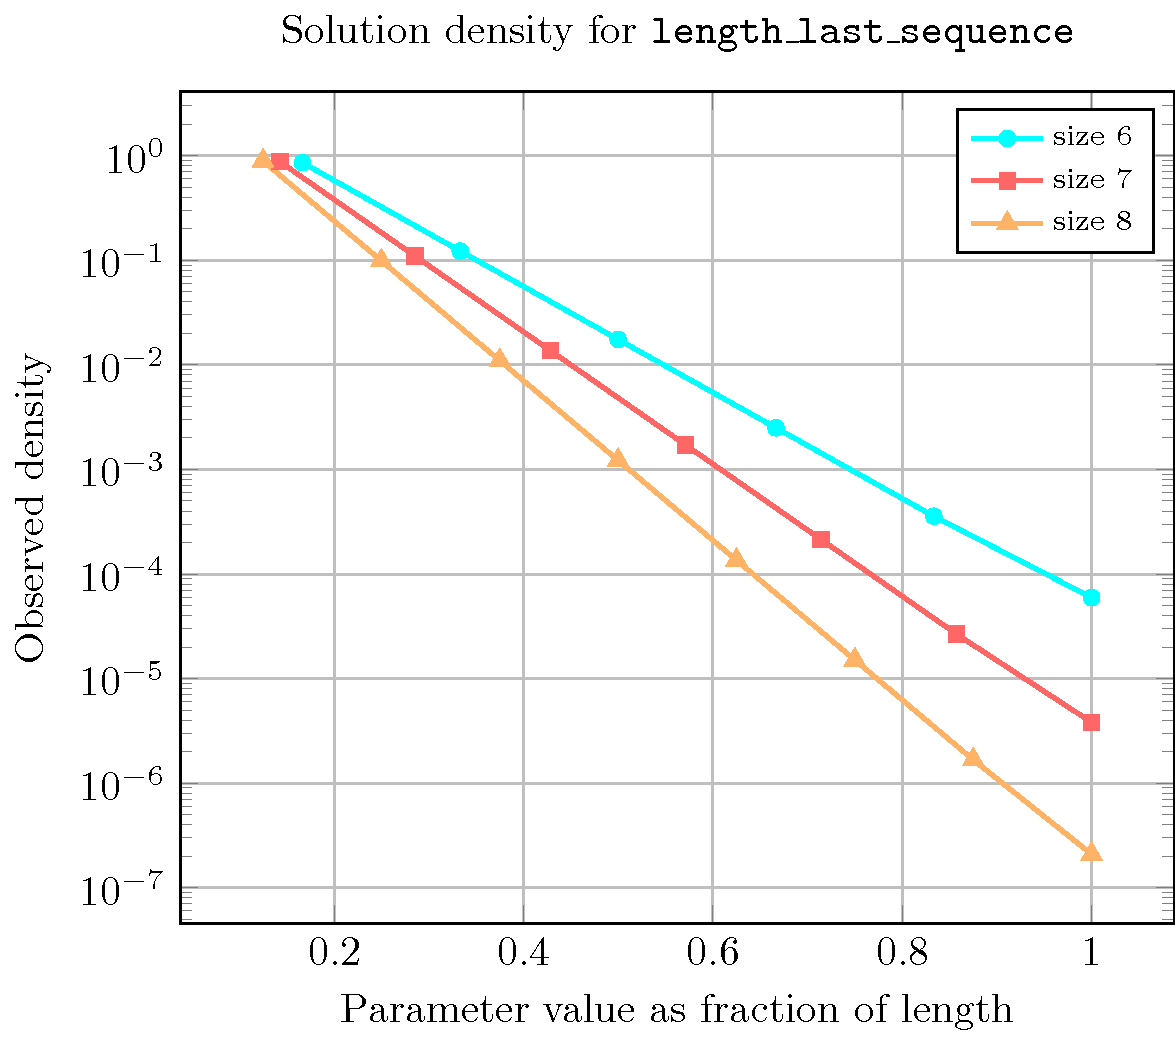 Solution density for length_last_sequence
size 6
size 7
size 8
10⁰
10⁻¹
10⁻²
10⁻³
10⁻⁴
10⁻⁵
10⁻⁶
10⁻⁷
Observed density
0.2 0.4 0.6 0.8 1
Parameter value as fraction of length